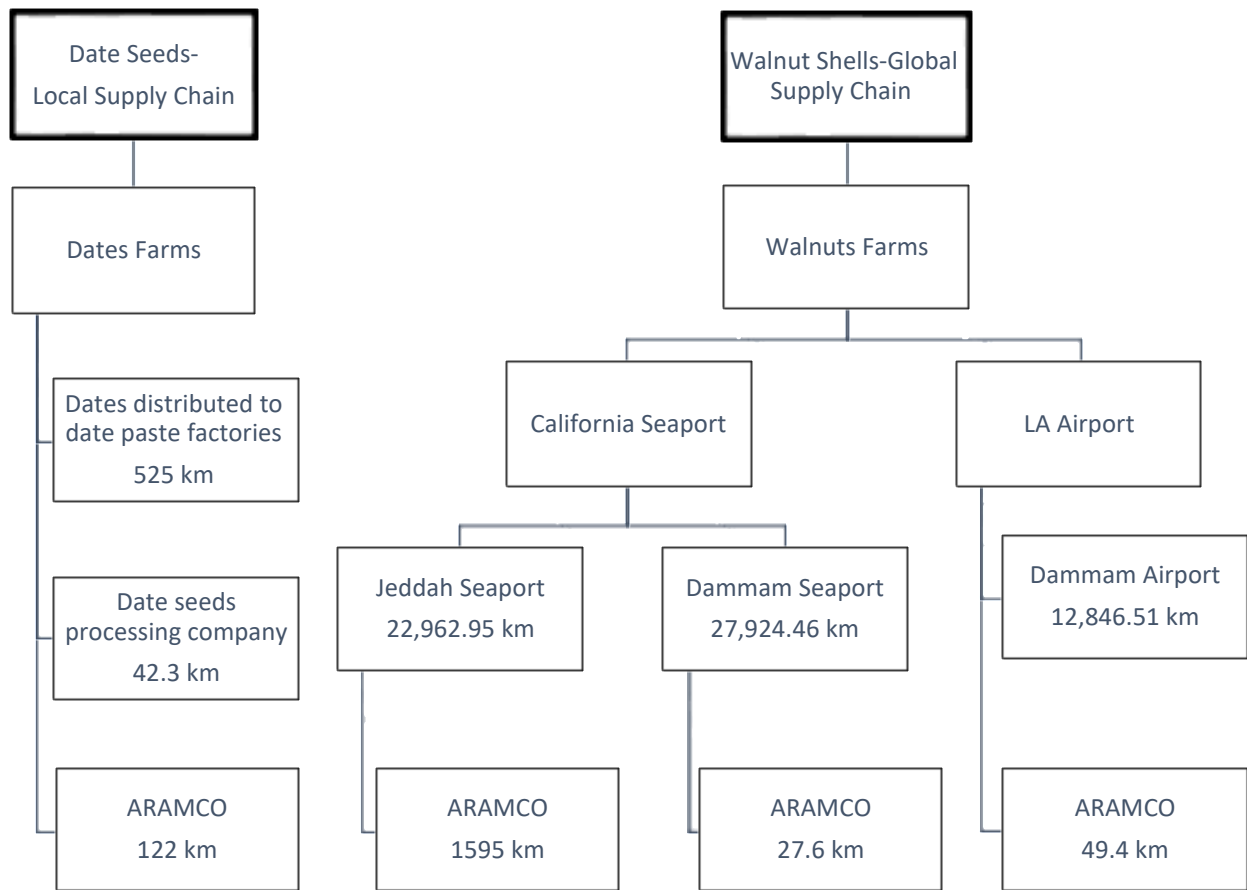 Date Seeds-
Local Supply Chain
Dates Farms
Dates distributed to
date paste factories
525 km
Date seeds
processing company
42.3 km
ARAMCO
122 km
Walnut Shells-Global
Supply Chain
Walnuts Farms
California Seaport
LA Airport
Jeddah Seaport
22,962.95 km
Dammam Seaport
27,924.46 km
Dammam Airport
12,846.51 km
ARAMCO
1595 km
ARAMCO
27.6 km
ARAMCO
49.4 km